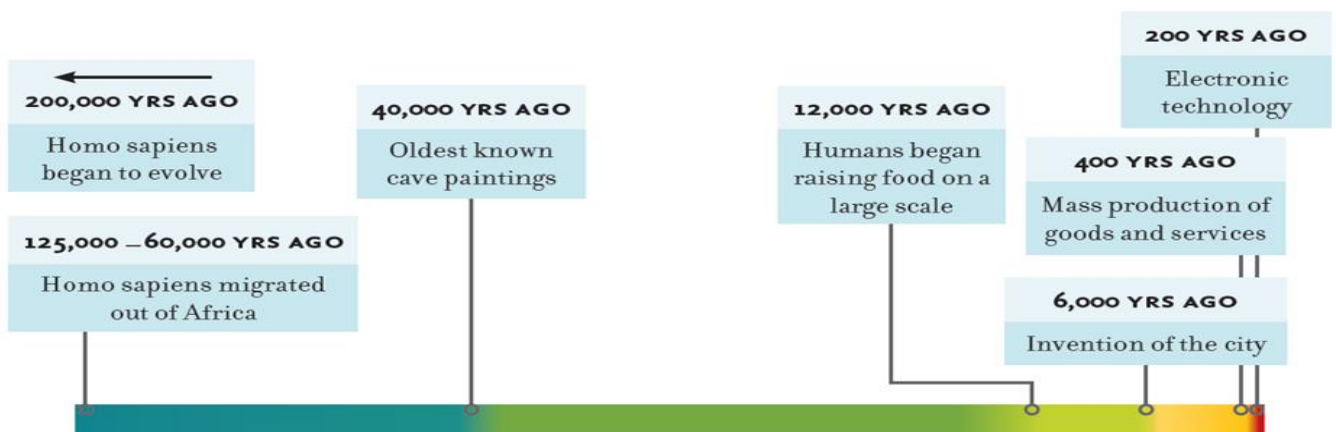 200,000 YRS AGO
Homo sapiens
began to evolve
125,000 –60,000 YRS AGO
Homo sapiens migrated
out of Africa
40,000 YRS AGO
Oldest known
cave paintings
12,000 YRS AGO
Humans began
raising food on a
large scale
6,000 YRS AGO
Invention of the city
400 YRS AGO
Mass production of
goods and services
200 YRS AGO
Electronic
technology